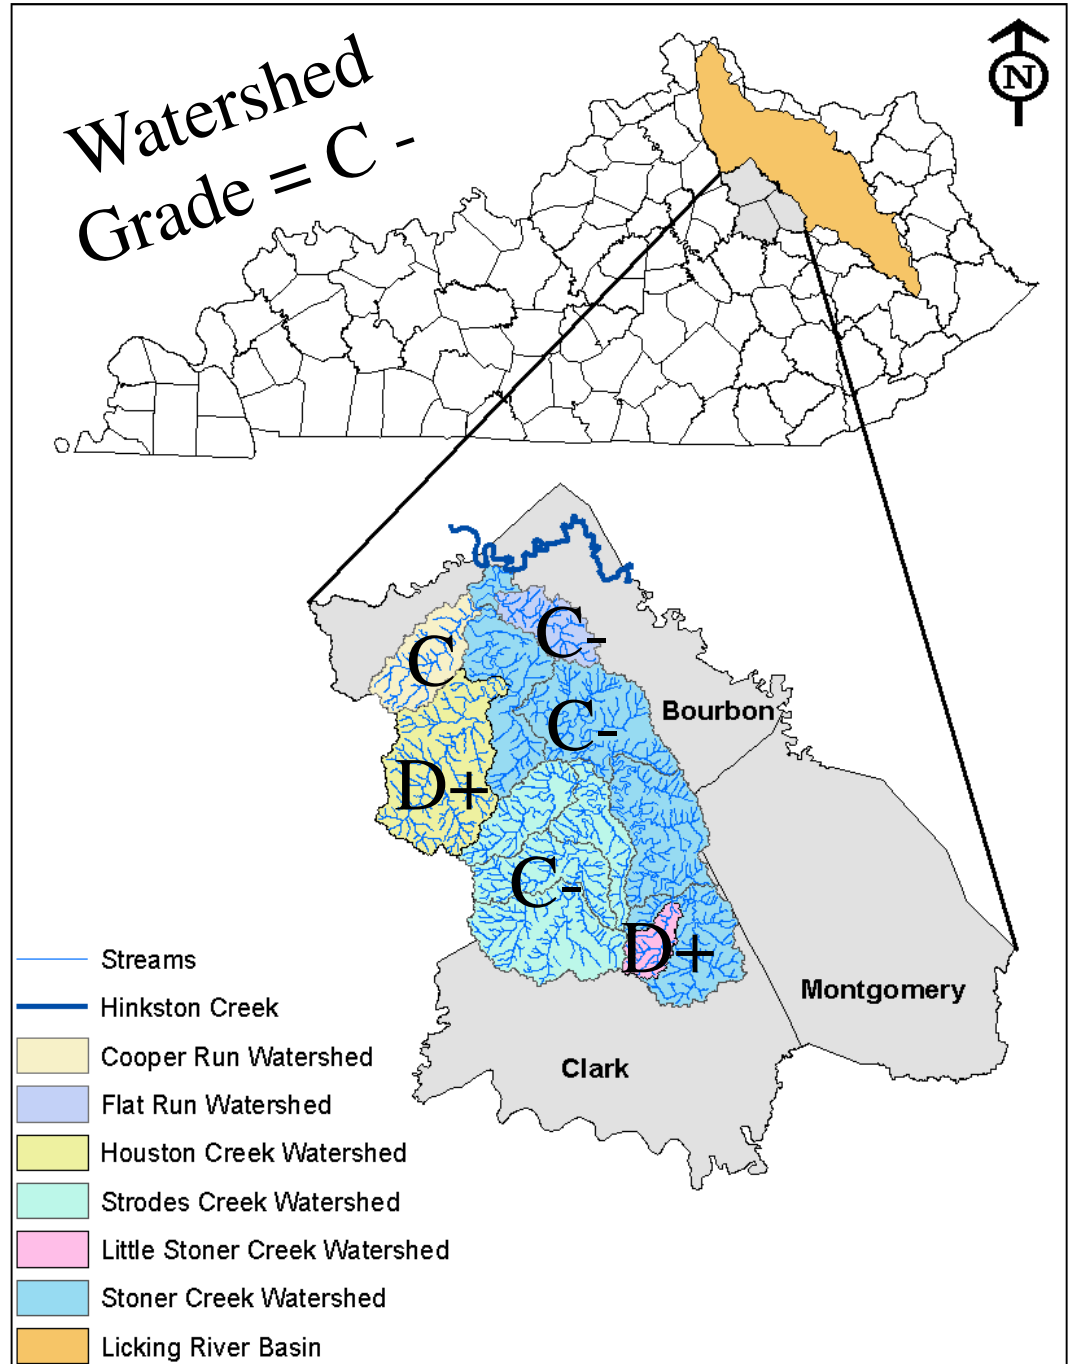 Watershed
Grade = C -
N
C-
C
C-
Bourbon
D+
C-
D+
Montgomery
Clark
Streams
Hinkston Creek
Cooper Run Watershed
Flat Run Watershed
Houston Creek Watershed
Strodes Creek Watershed
Little Stoner Creek Watershed
Stoner Creek Watershed
Licking River Basin